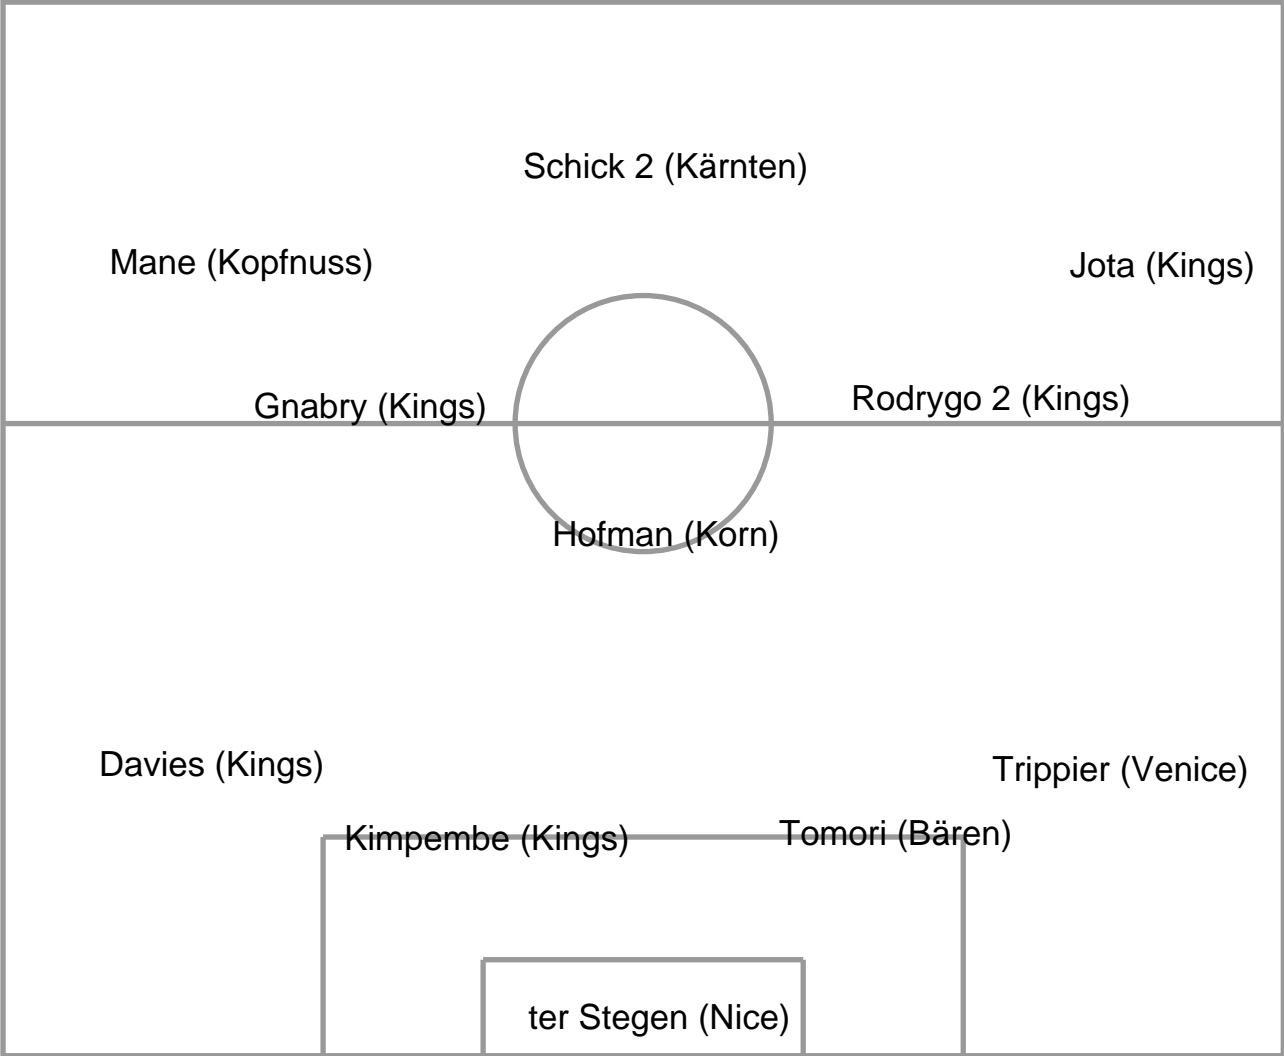 Schick 2 (Kärnten)
Mane (Kopfnuss)
Jota (Kings)
Gnabry (Kings)
Rodrygo 2 (Kings)
Hofman (Korn)
Davies (Kings)
Trippier (Venice)
Kimpembe (Kings)
Tomori (Bären)
ter Stegen (Nice)